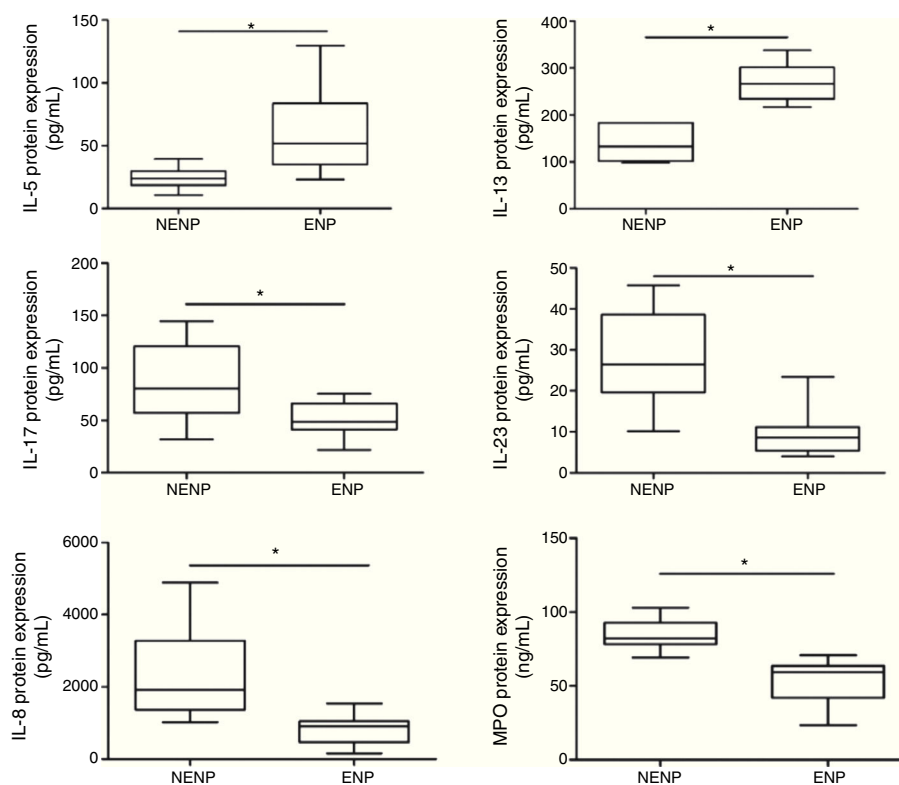 IL-5 protein expression
(pg/mL)
150
100
50
0
*
NENP
ENP
IL-13 protein expression
(pg/mL)
400
300
200
100
0
*
NENP
ENP
IL-17 protein expression
(pg/mL)
200
150
100
50
0
*
NENP
ENP
IL-23 protein expression
(pg/mL)
50
40
30
20
10
0
*
NENP
ENP
IL-8 protein expression
(pg/mL)
6000
4000
2000
0
*
NENP
ENP
MPO protein expression
(ng/mL)
150
100
50
0
*
NENP
ENP